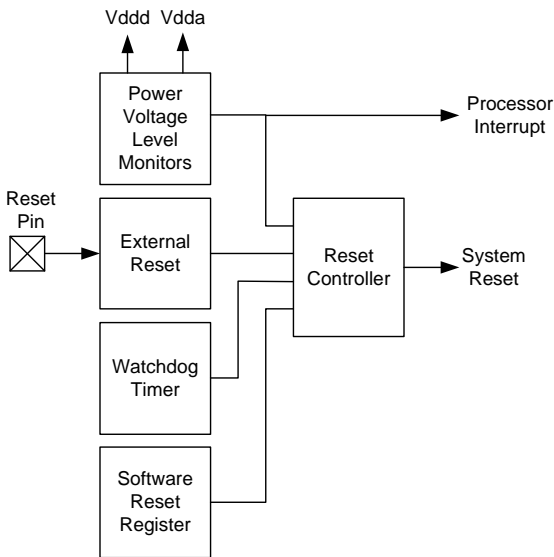 Vddd Vdda
Power
Voltage
Level
Monitors
Processor
Interrupt
Reset
Pin
External
Reset
Reset
Controller
System
Reset
Watchdog
Timer
Software
Reset
Register